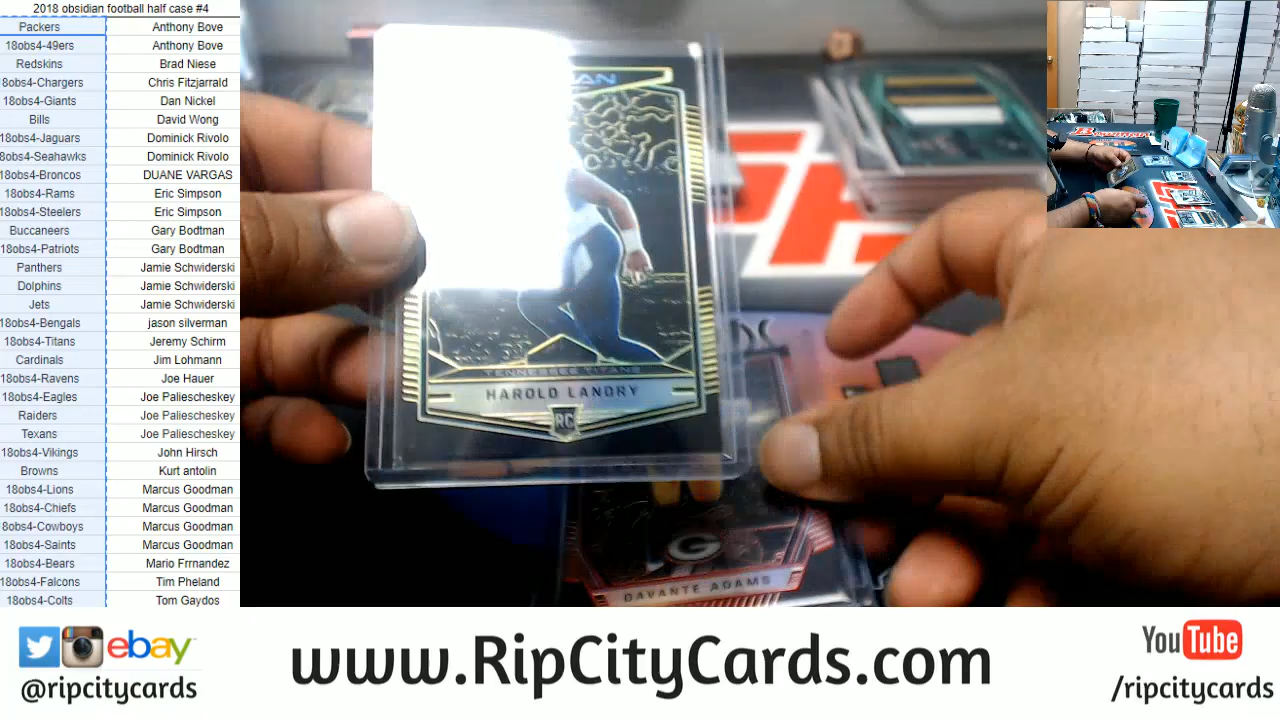 2018 obsidian football half case #4
Packers Anthony Bove
18obs4-49ers Anthony Bove
Redskins Brad Niese
8obs4-Chargers Chris Fitzjarrald
18obs4-Giants Dan Nickel
Bills David Wong
18obs4-Jaguars Dominick Rivolo
8obs4-Seahawks Dominick Rivolo
18obs4-Broncos DUANE VARGAS
18obs4-Rams Eric Simpson
18obs4-Steelers Eric Simpson
Buccaneers Gary Bodtman
18obs4-Patriots Gary Bodtman
Panthers Jamie Schwiderski
Dolphins Jamie Schwiderski
Jets Jamie Schwiderski
18obs4-Bengals jason silverman
18obs4-Titans Jeremy Schirm
Cardinals Jim Lohmann
18obs4-Ravens Joe Hauer
18obs4-Eagles Joe Paliescheskey
Raiders Joe Paliescheskey
Texans Joe Paliescheskey
18obs4-Vikings John Hirsch
Browns Kurt antolin
18obs4-Lions Marcus Goodman
18obs4-Chiefs Marcus Goodman
8obs4-Cowboys Marcus Goodman
18obs4-Saints Marcus Goodman
18obs4-Bears Mario Frrnandez
18obs4-Falcons Tim Pheland
18obs4-Colts Tom Gaydos
TENNESSEE TITANS
HAROLD LANDRY
RC
G
DAVANTE ADAMS
ebay
@ripcitycards
www.RipCityCards.com
YouTube
/ripcitycards